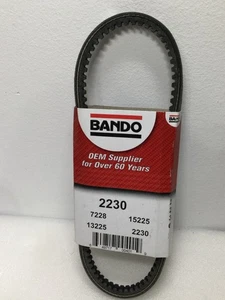 BANDO
OEM Supplier
for Over 60 Years
2230
7228 15225
13225 2230